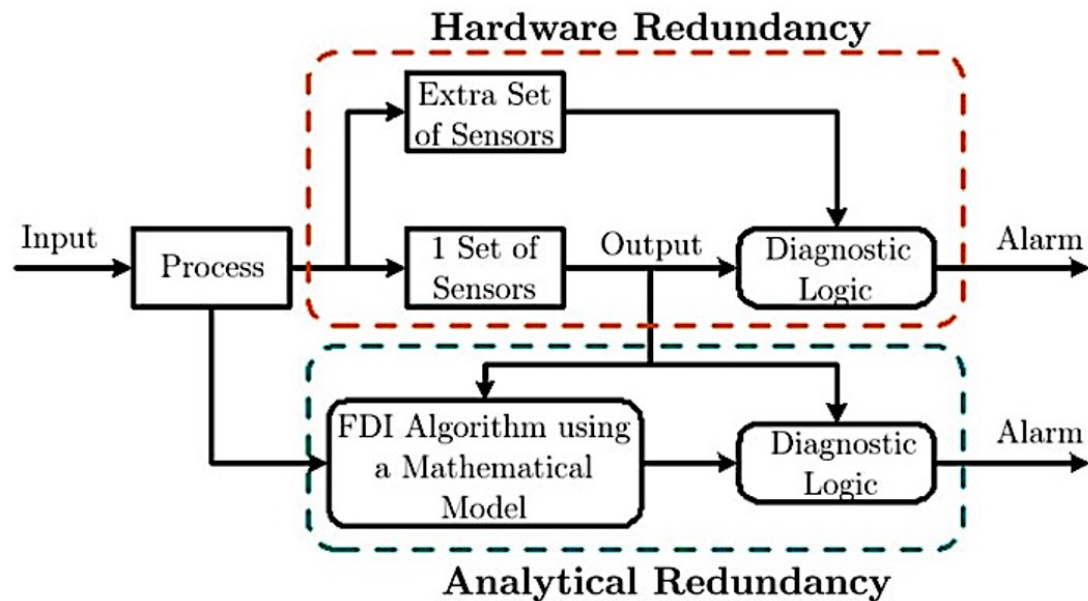 Hardware Redundancy
Extra Set
of Sensors
Input
Process
1 Set of
Sensors
Output
Diagnostic
Logic
Alarm
FDI Algorithm using
a Mathematical
Model
Diagnostic
Logic
Alarm
Analytical Redundancy